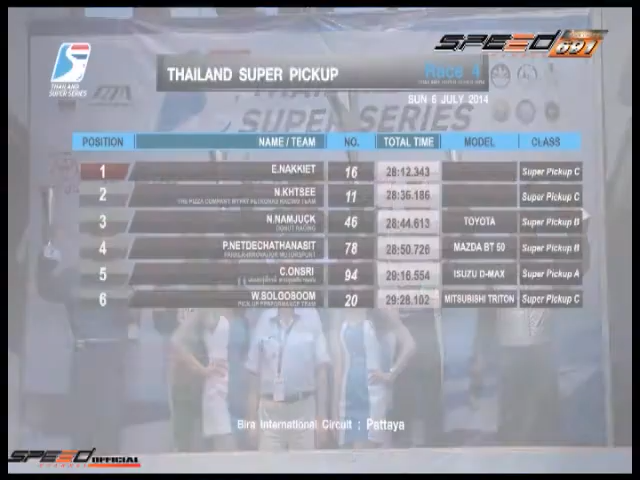 SPEED 691
THAILAND SUPER SERIES
THAILAND SUPER PICKUP Race 4
SUN 6 JULY 2014
SUPER SERIES
POSITION NAME / TEAM NO. TOTAL TIME MODEL CLASS
1 E.NAKKIET 16 28:12.343 Super Pickup C
2 N.KHTSEE 11 28:36.186 Super Pickup C
3 N.NAMJUCK 46 28:44.613 TOYOTA Super Pickup B
4 P.NETDECHATHANASIT 78 28:50.726 MAZDA BT 50 Super Pickup B
5 C.ONSRI 94 29:16.554 ISUZU D-MAX Super Pickup A
6 W.SOLGOSOOM 20 29:28.102 MITSUBISHI TRITON Super Pickup C
Bira International Circuit : Pattaya
SPEED OFFICIAL